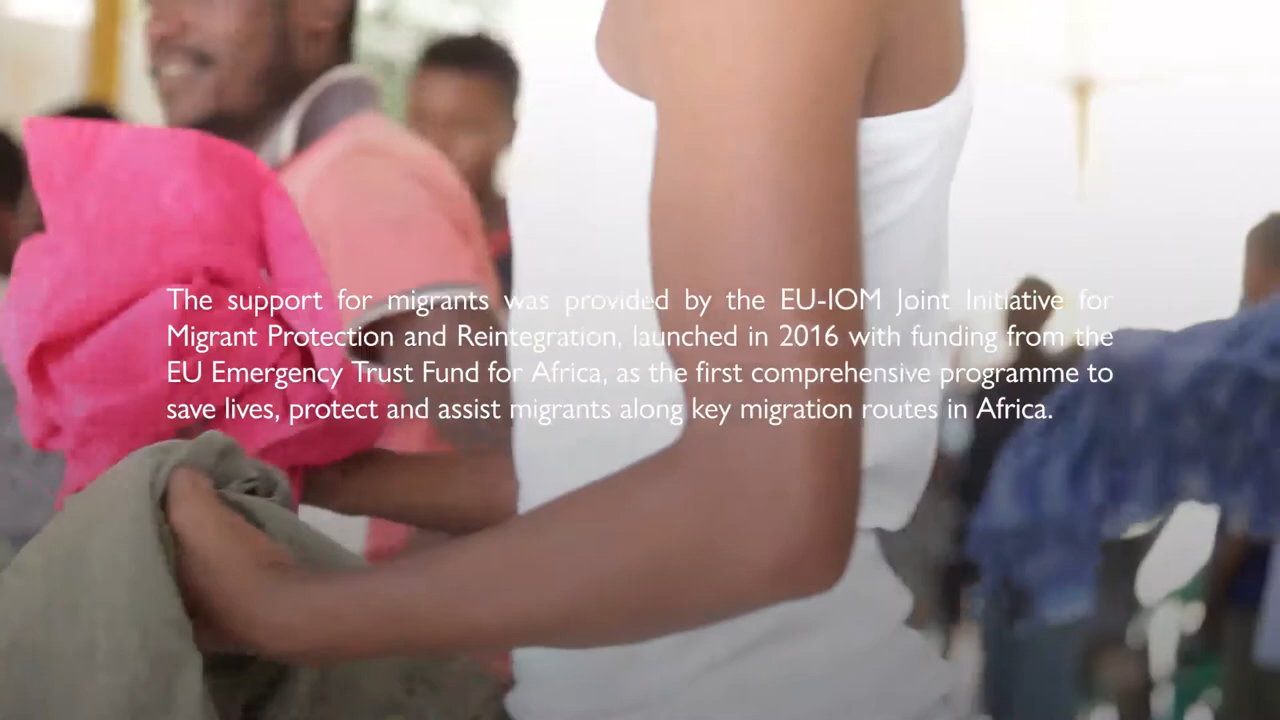 The support for migrants was provided by the EU-IOM Joint Initiative for
Migrant Protection and Reintegration, launched in 2016 with funding from the
EU Emergency Trust Fund for Africa, as the first comprehensive programme to
save lives, protect and assist migrants along key migration routes in Africa.